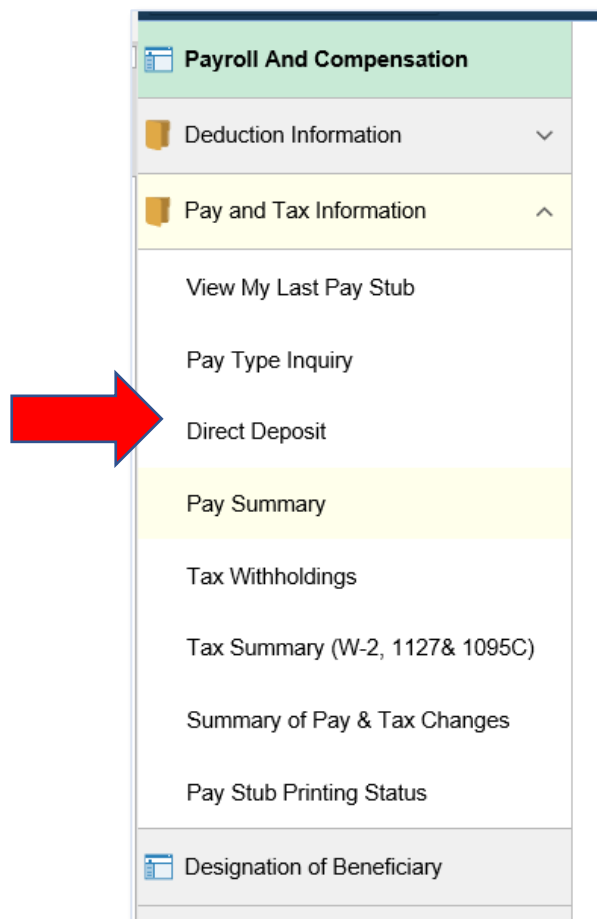 Payroll And Compensation
Deduction Information
Pay and Tax Information
View My Last Pay Stub
Pay Type Inquiry
Direct Deposit
Pay Summary
Tax Withholdings
Tax Summary (W-2, 1127& 1095C)
Summary of Pay & Tax Changes
Pay Stub Printing Status
Designation of Beneficiary